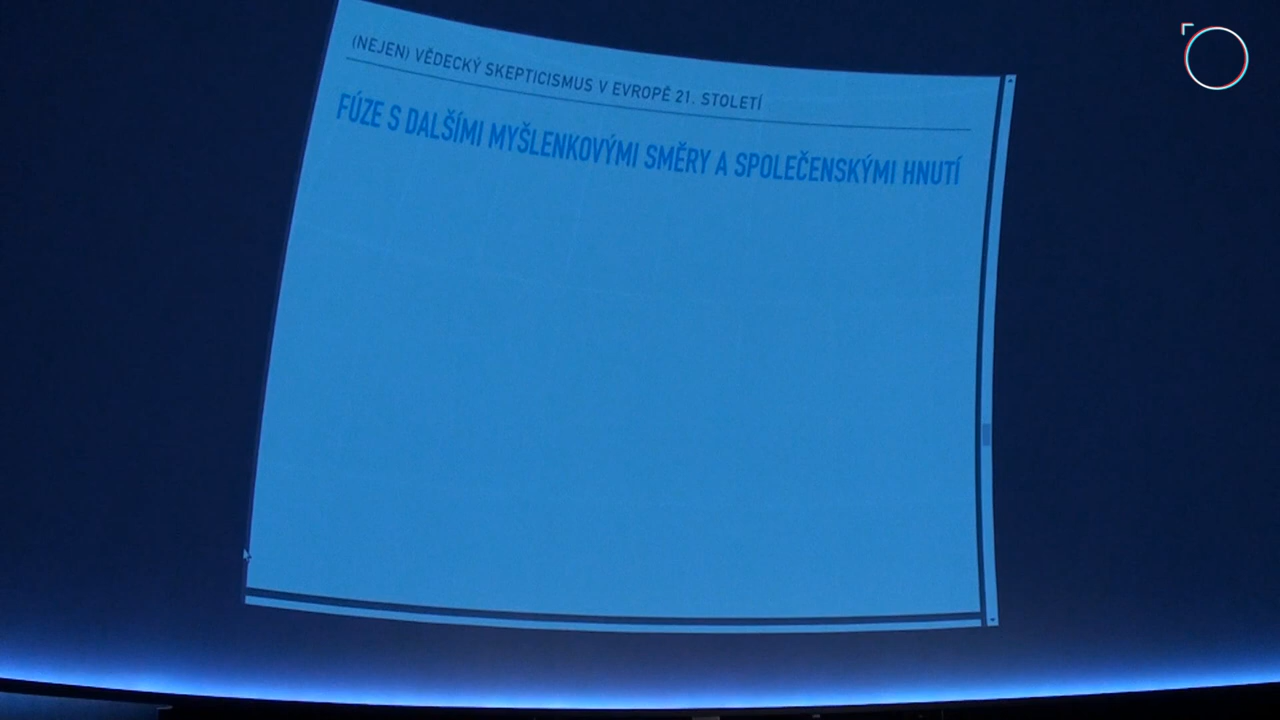 (NEJEN) VĚDECKÝ SKEPTICISMUS V EVROPĚ 21. STOLETÍ
FÚZE S DALŠÍMI MYŠLENKOVÝMI SMĚRY A SPOLEČENSKÝMI HNUTÍ